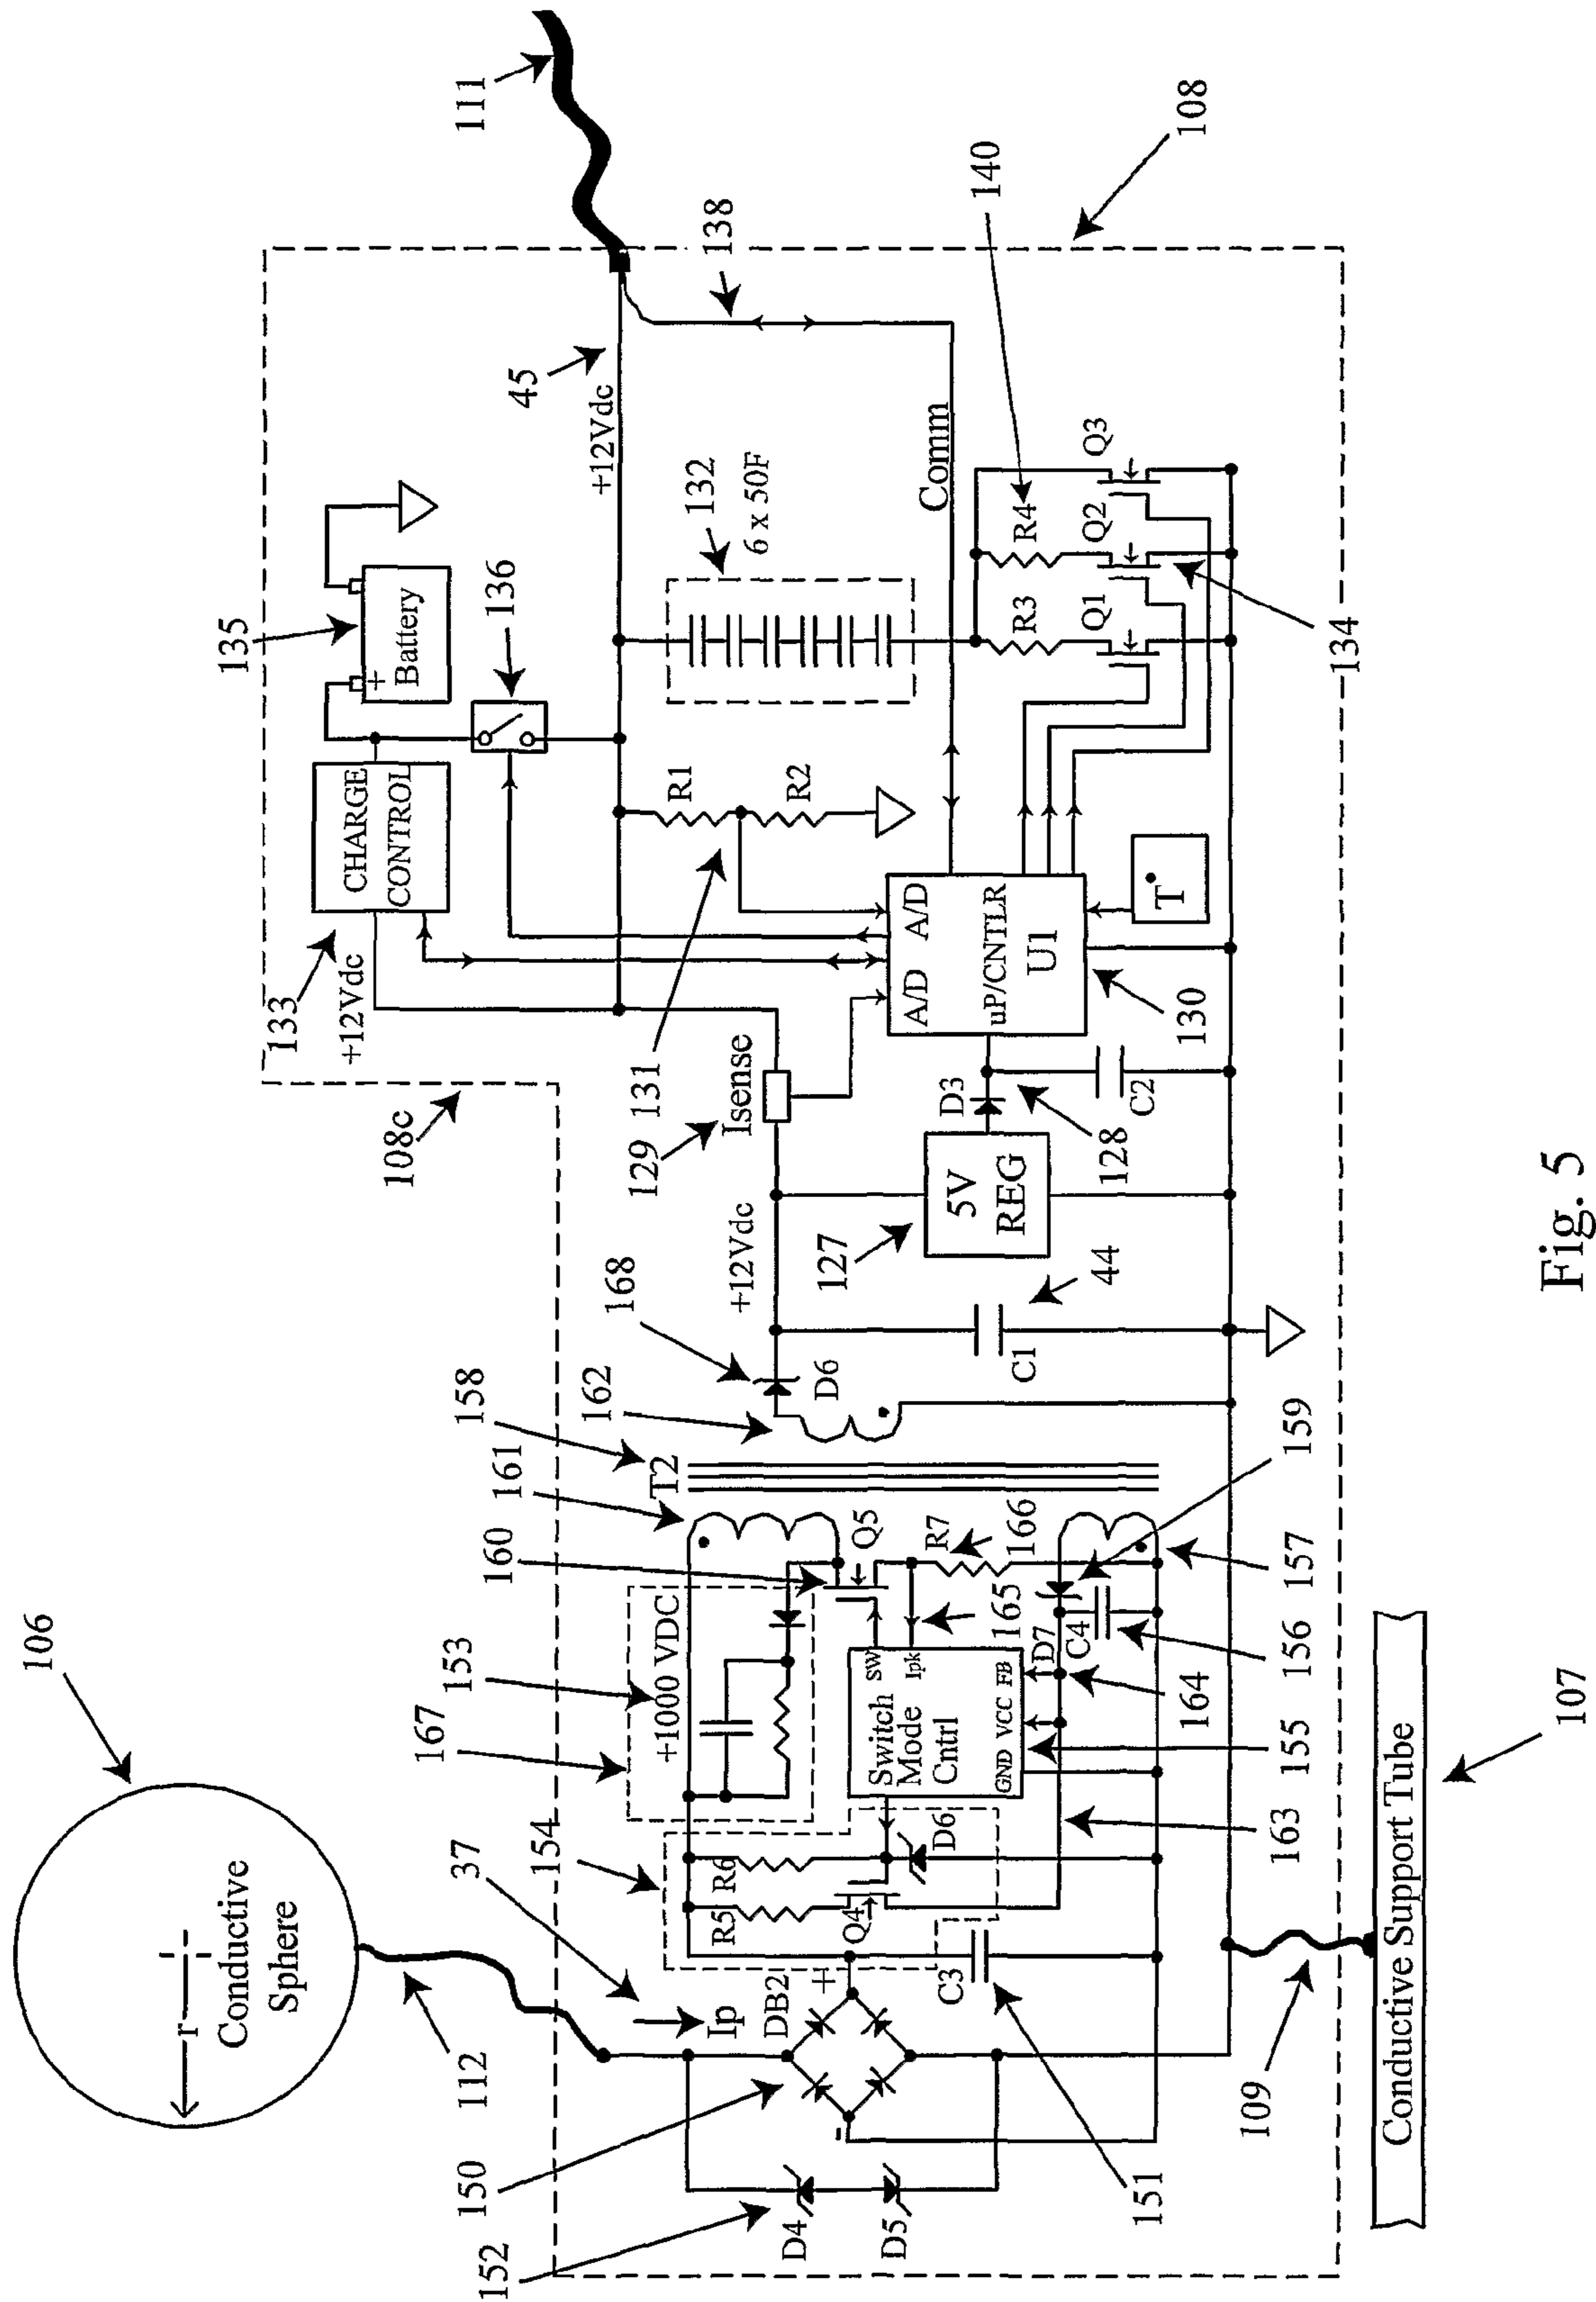 106
r
Conductive
Sphere
112
37
Ip
DB2
+
-
150
152
D4
D5
151
C3
154
R5
R6
Q4
D6
167
153
+1000 VDC
160
161
158
T2
162
168
D6
Switch
Mode
Cntrl
SW
Ipk
GND VCC FB
Q5
R7
166
165
D7
C4
159
157
156
164
155
163
109
Conductive Support Tube
107
108c
+12Vdc
C1
44
127
5V
REG
D3
128
C2
129
Isense
131
133
+12Vdc
CHARGE
CONTROL
135
+
Battery
136
R1
R2
A/D
A/D
uP/CNTLR
U1
130
T
132
6 x 50F
+12Vdc
45
138
Comm
140
R3
R4
Q1
Q2
Q3
134
111
108
Fig. 5